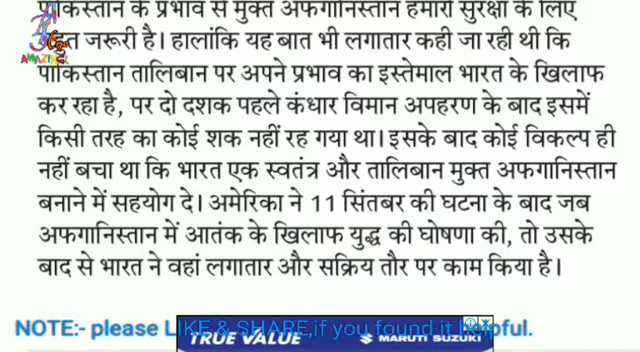 पाकिस्तान के प्रभाव से मुक्त अफगानिस्तान हमारी सुरक्षा के लिए
जरूरी है। हालांकि यह बात भी लगातार कही जा रही थी कि
पाकिस्तान तालिबान पर अपने प्रभाव का इस्तेमाल भारत के खिलाफ
कर रहा है, पर दो दशक पहले कंधार विमान अपहरण के बाद इसमें
किसी तरह का कोई शक नहीं रह गया था। इसके बाद कोई विकल्प ही
नहीं बचा था कि भारत एक स्वतंत्र और तालिबान मुक्त अफगानिस्तान
बनाने में सहयोग दे। अमेरिका ने 11 सिंतबर की घटना के बाद जब
अफगानिस्तान में आतंक के खिलाफ युद्ध की घोषणा की, तो उसके
बाद से भारत ने वहां लगातार और सक्रिय तौर पर काम किया है।
NOTE:- please LIKE & SHARE,if you found it helpful.
TRUE VALUE MARUTI SUZUKI